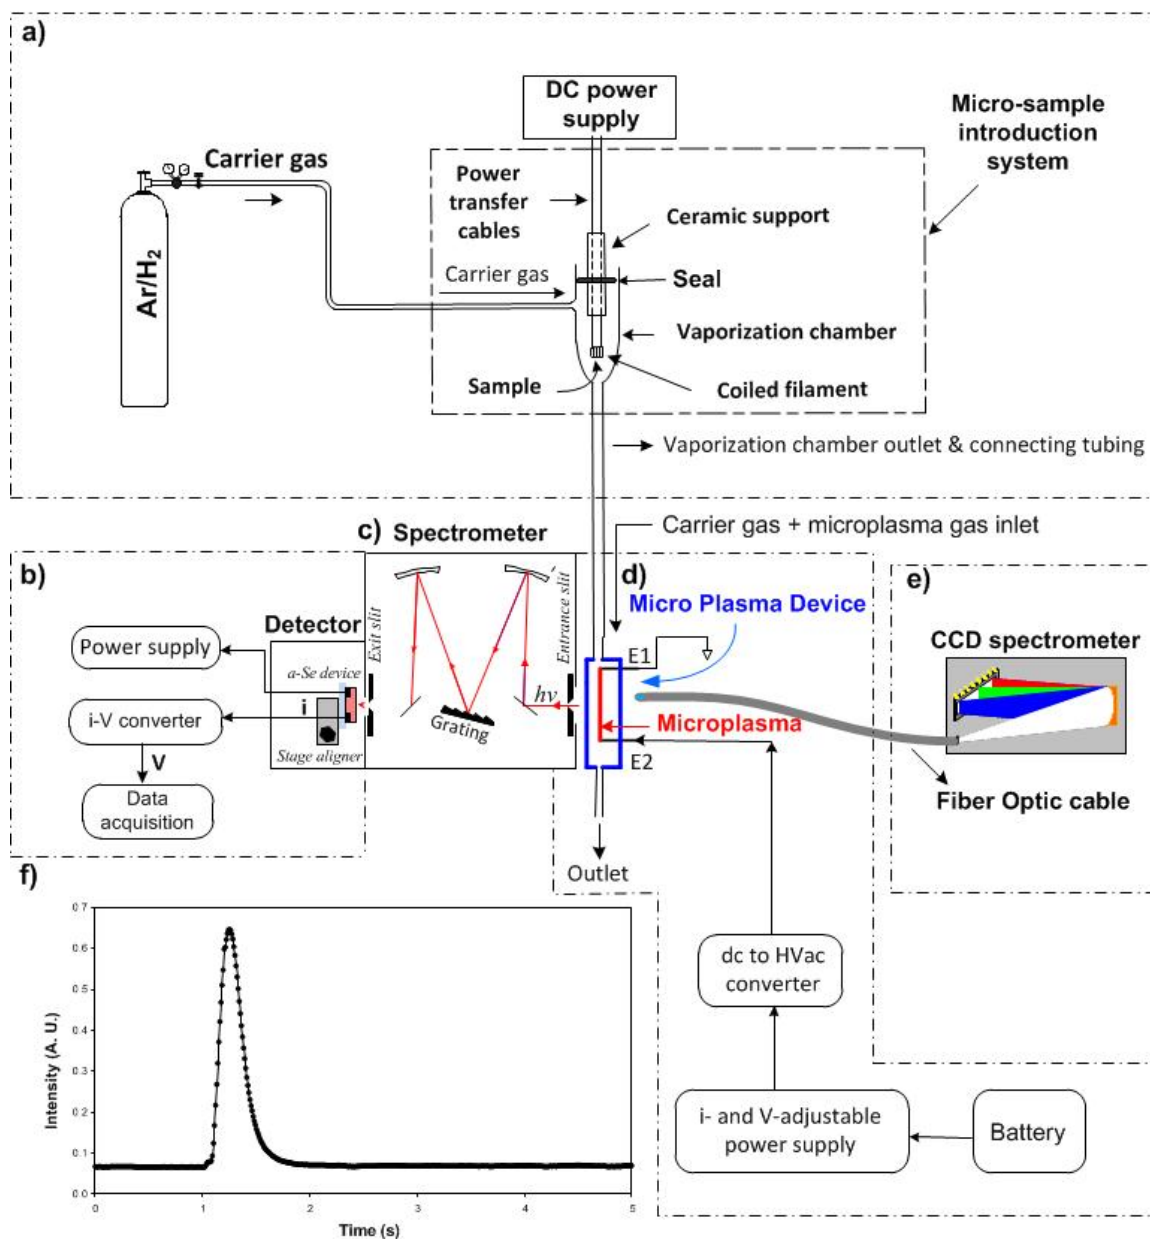 a)
DC power
supply
Micro-sample
introduction
system
Carrier gas
Power
transfer
cables
Ceramic support
Carrier gas
Seal
Ar/H2
Vaporization chamber
Sample
Coiled filament
Vaporization chamber outlet & connecting tubing
Carrier gas + microplasma gas inlet
c) Spectrometer
b)
d)
e)
Micro Plasma Device
Detector
Exit slit
Entrance slit
CCD spectrometer
Power supply
a-Se device
E1
hν
i-V converter
i
Grating
Microplasma
Stage aligner
V
E2
Data
acquisition
Fiber Optic cable
Outlet
f)
0.7
0.6
0.5
0.4
0.3
0.2
0.1
0.0
Intensity (A. U.)
0 1 2 3 4 5
Time (s)
dc to HVac
converter
i- and V-adjustable
power supply
Battery